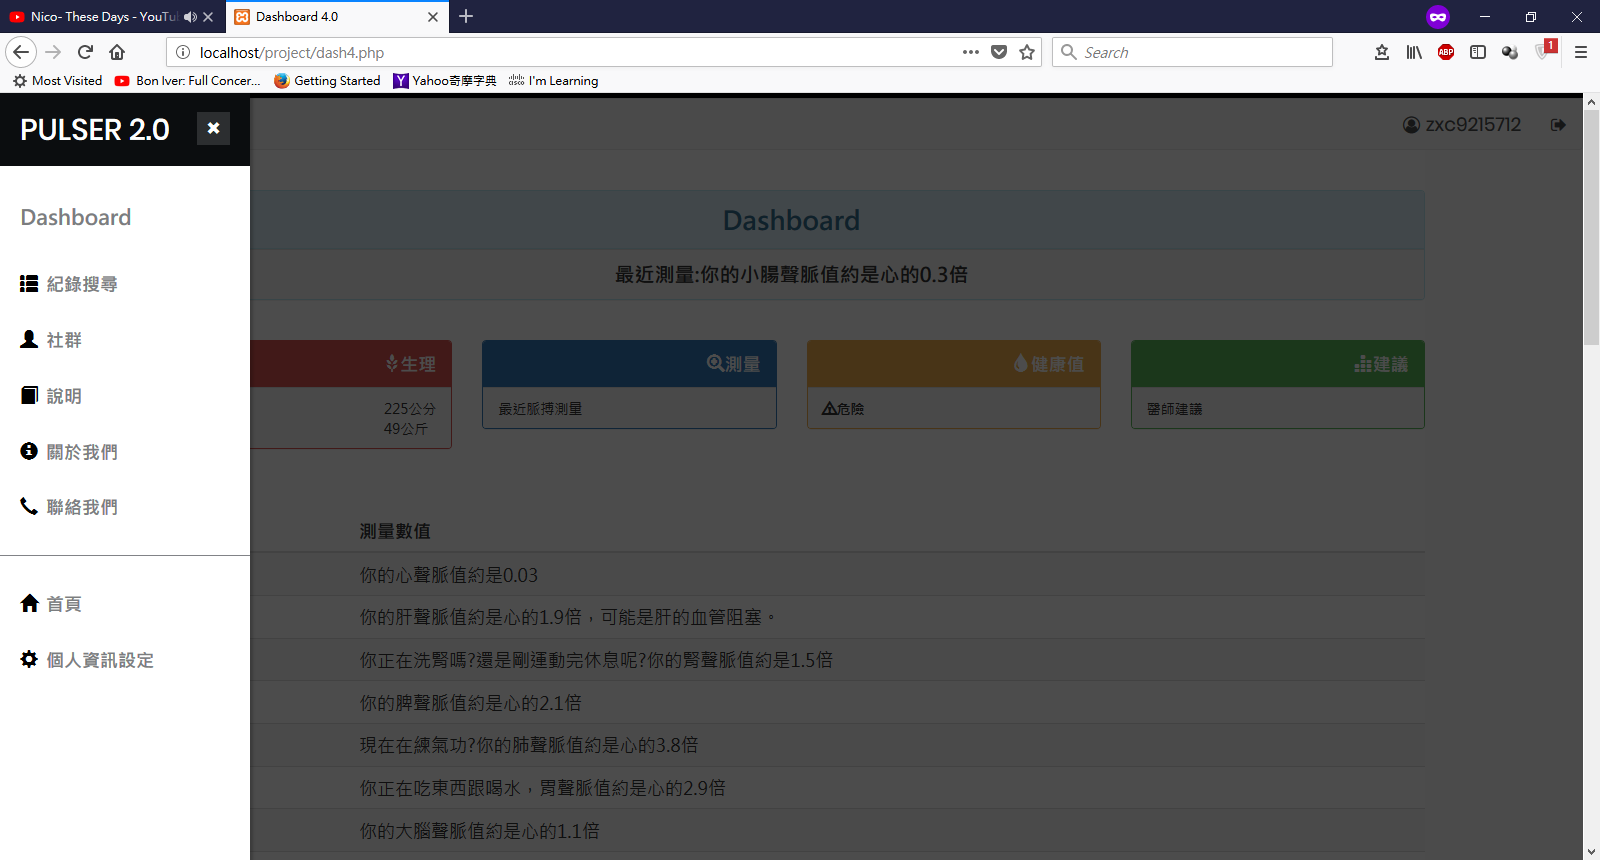 Nico- These Days - YouTu
Dashboard 4.0
localhost/project/dash4.php
Search
ABP
1
Most Visited
Bon Iver: Full Concer...
Getting Started
Yahoo奇摩字典
cisco
I'm Learning
PULSER 2.0
zxc9215712
Dashboard
紀錄搜尋
社群
說明
關於我們
聯絡我們
首頁
個人資訊設定
Dashboard
最近測量:你的小腸聲脈值約是心的0.3倍
生理
225公分
49公斤
測量
最近脈搏測量
健康值
危險
建議
醫師建議
測量數值
你的心聲脈值約是0.03
你的肝聲脈值約是心的1.9倍，可能是肝的血管阻塞。
你正在洗腎嗎?還是剛運動完休息呢?你的腎聲脈值約是1.5倍
你的脾聲脈值約是心的2.1倍
現在在練氣功?你的肺聲脈值約是心的3.8倍
你正在吃東西跟喝水，胃聲脈值約是心的2.9倍
你的大腦聲脈值約是心的1.1倍